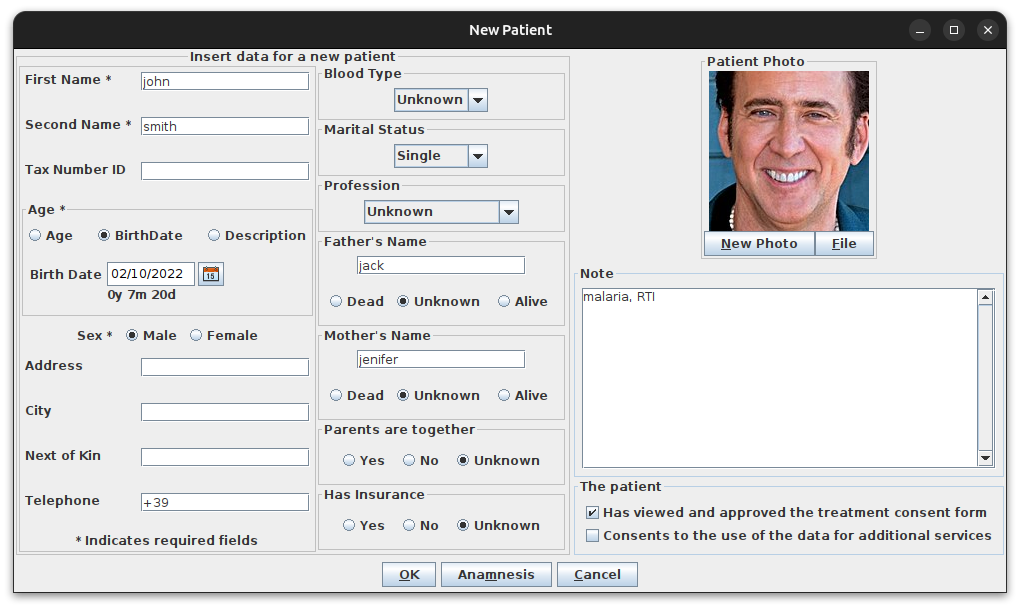 New Patient
Insert data for a new patient
First Name * john
Second Name * smith
Tax Number ID
Age *
Age BirthDate Description
Birth Date 02/10/2022 15
0y 7m 20d
Sex * Male Female
Address
City
Next of Kin
Telephone +39
* Indicates required fields
Blood Type
Unknown
Marital Status
Single
Profession
Unknown
Father's Name
jack
Dead Unknown Alive
Mother's Name
jenifer
Dead Unknown Alive
Parents are together
Yes No Unknown
Has Insurance
Yes No Unknown
Patient Photo
New Photo File
Note
malaria, RTI
The patient
Has viewed and approved the treatment consent form
Consents to the use of the data for additional services
OK Anamnesis Cancel